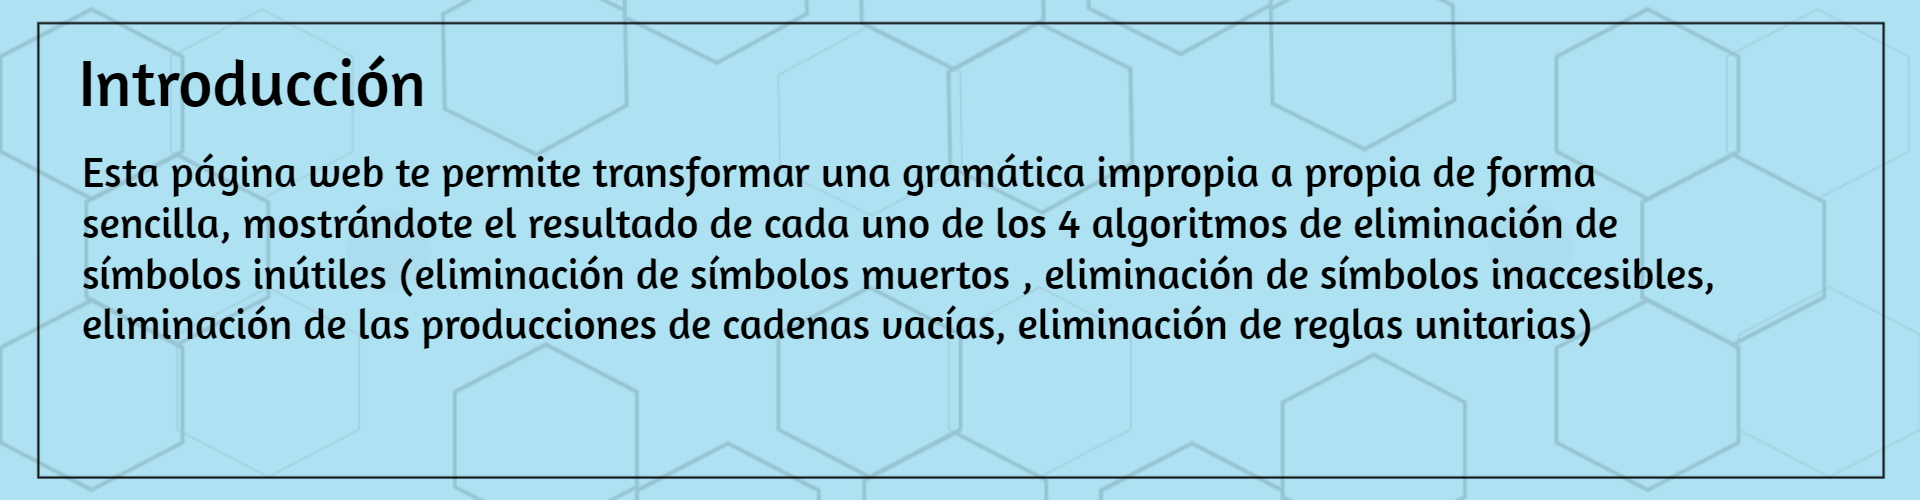 Introducción
Esta página web te permite transformar una gramática impropia a propia de forma
sencilla, mostrándote el resultado de cada uno de los 4 algoritmos de eliminación de
símbolos inútiles (eliminación de símbolos muertos , eliminación de símbolos inaccesibles,
eliminación de las producciones de cadenas vacías, eliminación de reglas unitarias)